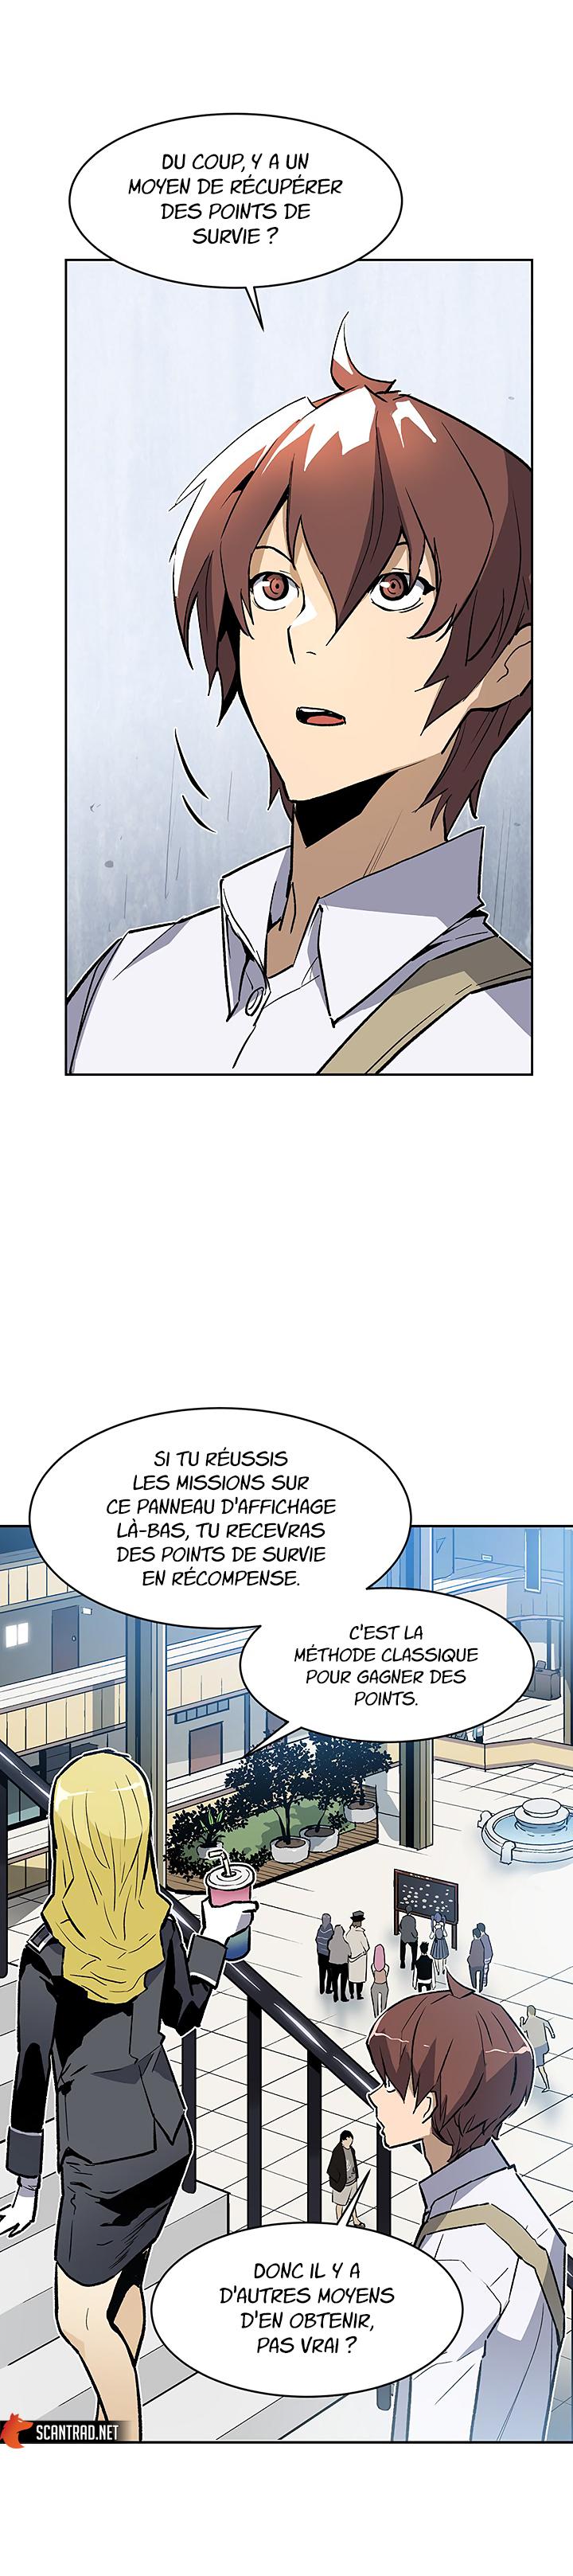 DU COUP, Y A UN
MOYEN DE RÉCUPÉRER
DES POINTS DE
SURVIE ?
SI TU RÉUSSIS
LES MISSIONS SUR
CE PANNEAU D'AFFICHAGE
LÀ-BAS, TU RECEVRAS
DES POINTS DE SURVIE
EN RÉCOMPENSE.
C'EST LA
MÉTHODE CLASSIQUE
POUR GAGNER DES
POINTS.
DONC IL Y A
D'AUTRES MOYENS
D'EN OBTENIR,
PAS VRAI ?
SCANTRAD.NET